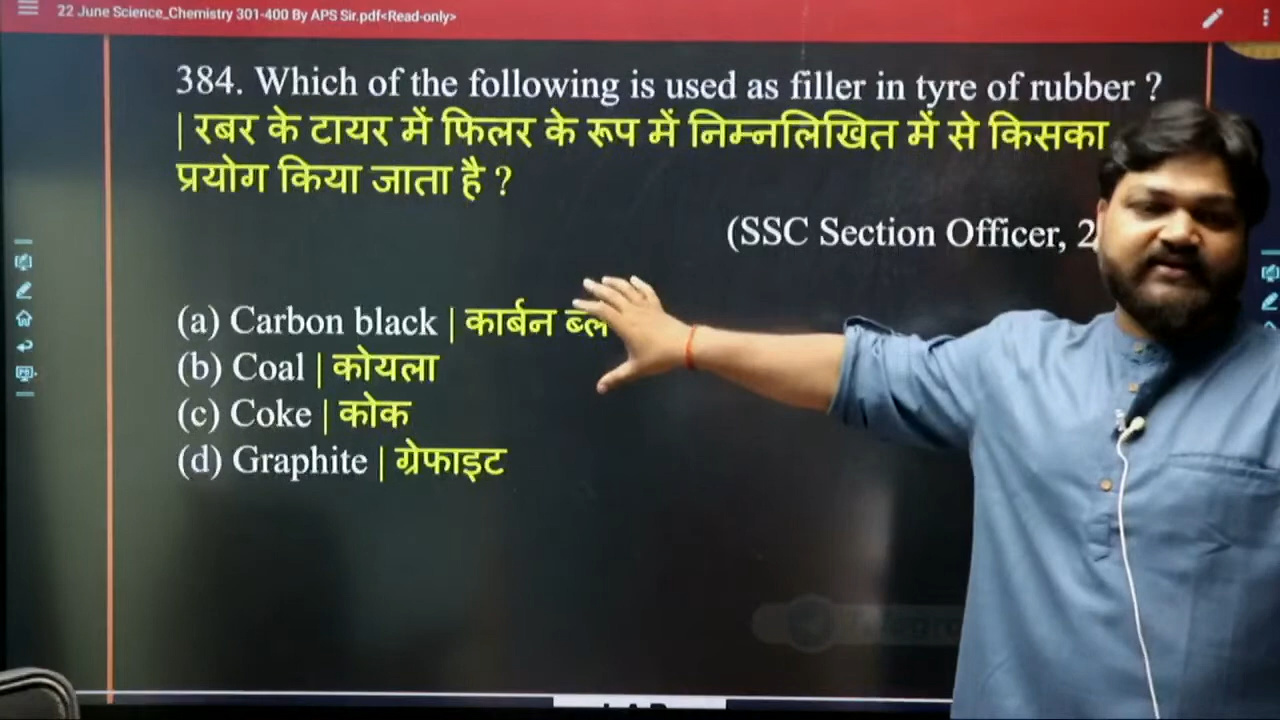 22 June Science_Chemistry 301-400 By APS Sir.pdf<Read-only>
384. Which of the following is used as filler in tyre of rubber ?
| रबर के टायर में फिलर के रूप में निम्नलिखित में से किसका
प्रयोग किया जाता है ?
(SSC Section Officer,
(a) Carbon black | कार्बन
(b) Coal | कोयला
(c) Coke | कोक
(d) Graphite | ग्रेफाइट